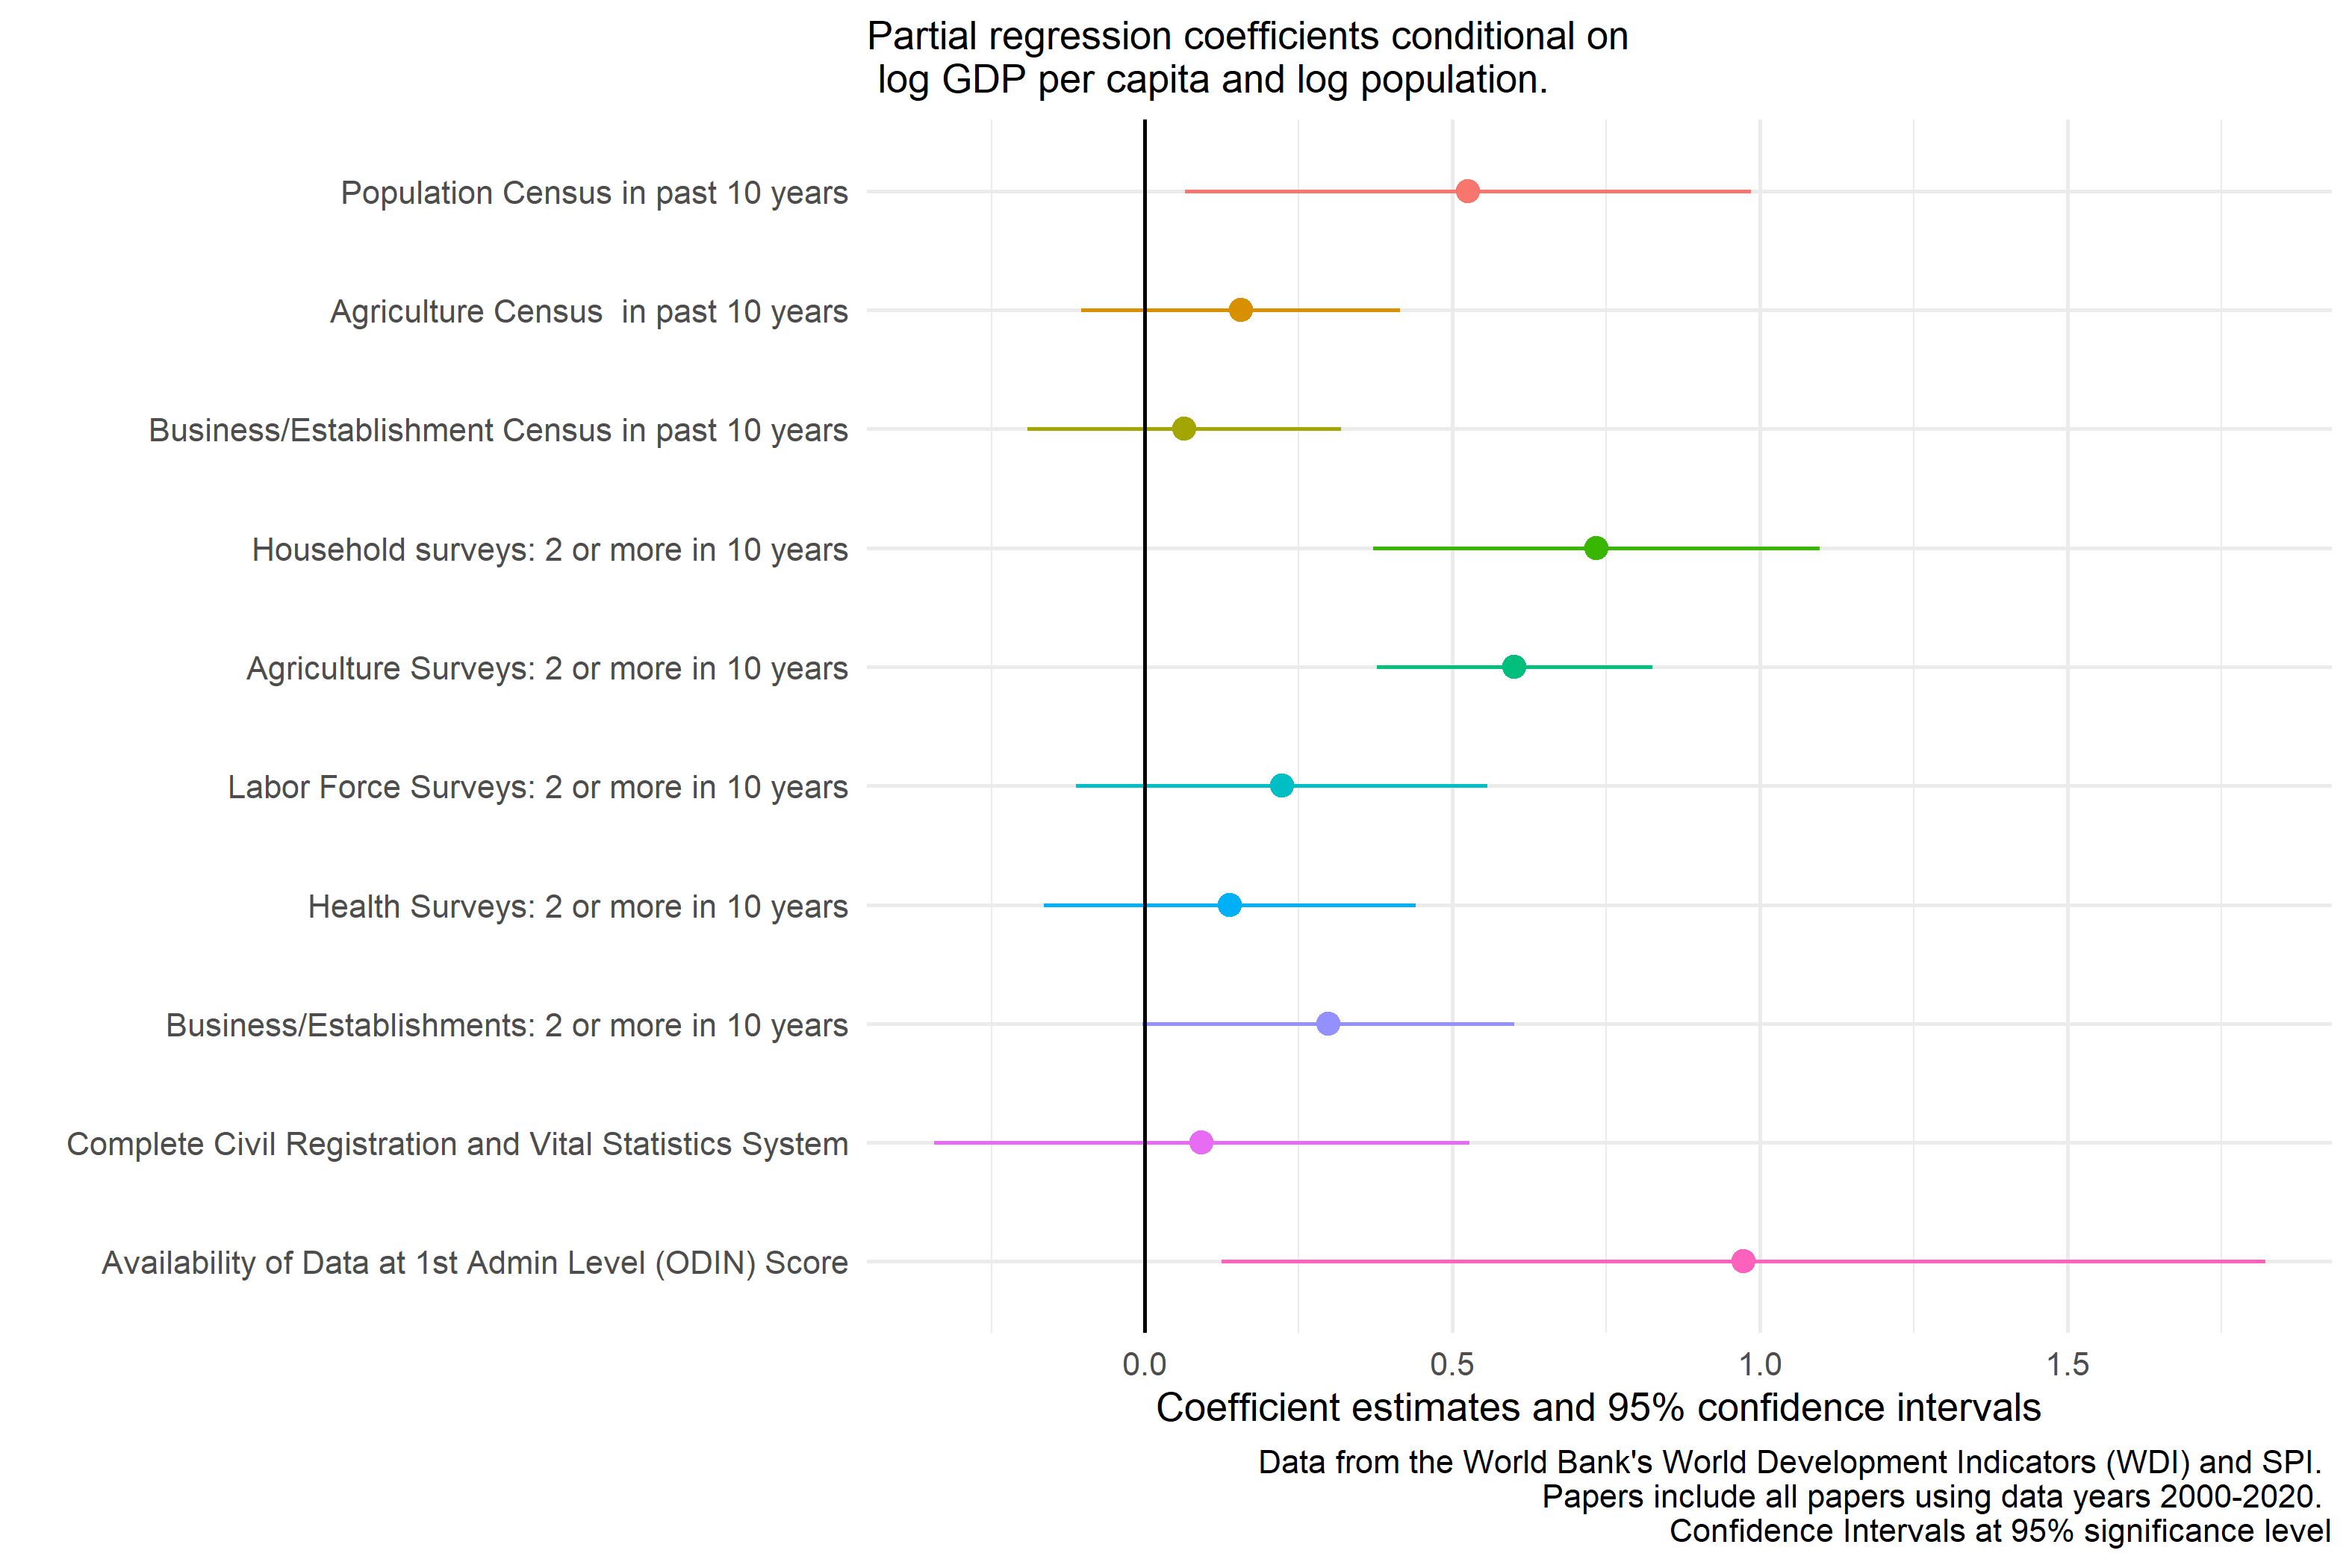 Partial regression coefficients conditional on
log GDP per capita and log population.
Population Census in past 10 years
Agriculture Census  in past 10 years
Business/Establishment Census in past 10 years
Household surveys: 2 or more in 10 years
Agriculture Surveys: 2 or more in 10 years
Labor Force Surveys: 2 or more in 10 years
Health Surveys: 2 or more in 10 years
Business/Establishments: 2 or more in 10 years
Complete Civil Registration and Vital Statistics System
Availability of Data at 1st Admin Level (ODIN) Score
0.0 0.5 1.0 1.5
Coefficient estimates and 95% confidence intervals
Data from the World Bank's World Development Indicators (WDI) and SPI.
Papers include all papers using data years 2000-2020.
Confidence Intervals at 95% significance level